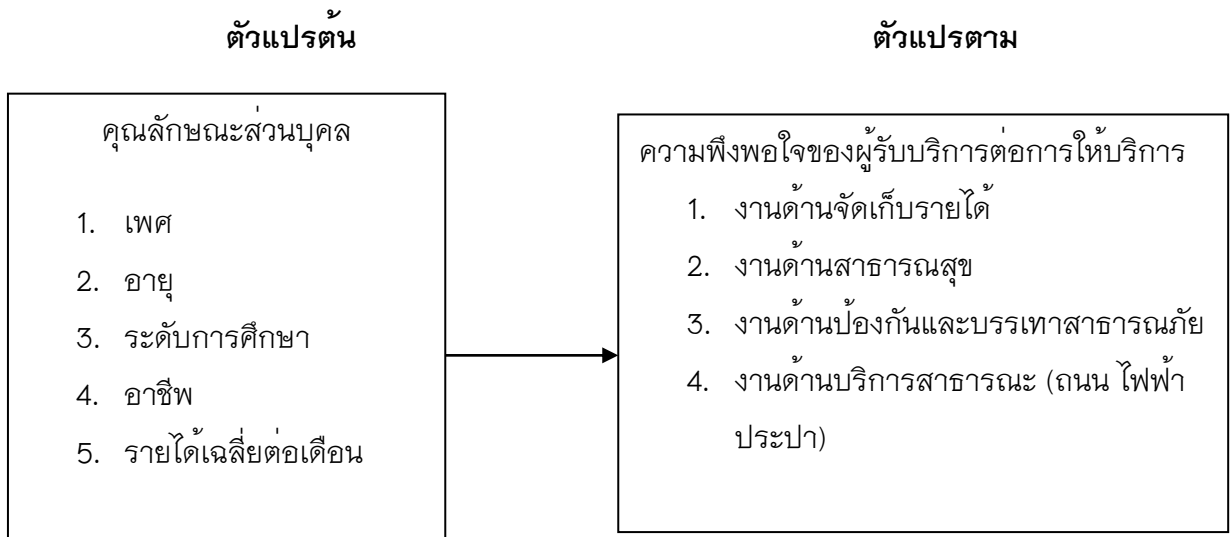 ตัวแปรต้น
ตัวแปรตาม
คุณลักษณะส่วนบุคล
1. เพศ
2. อายุ
3. ระดับการศึกษา
4. อาชีพ
5. รายได้เฉลี่ยต่อเดือน
ความพึงพอใจของผู้รับบริการต่อการให้บริการ
1. งานด้านจัดเก็บรายได้
2. งานด้านสาธารณสุข
3. งานด้านป้องกันและบรรเทาสาธารณภัย
4. งานด้านบริการสาธารณะ (ถนน ไฟฟ้า
ประปา)